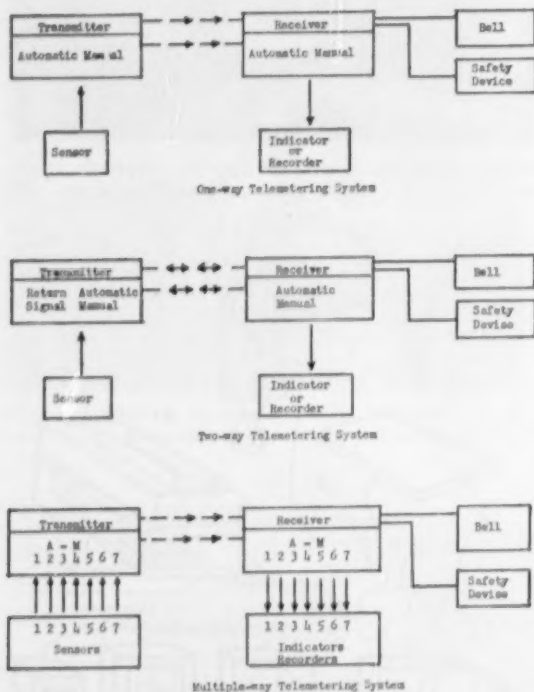 Transmitter
Automatic Manual
Sensor
Receiver
Automatic Manual
Indicator
or
Recorder
Bell
Safety
Device
One-way Telemetering System
Transmitter
Return Automatic
Signal Manual
Sensor
Receiver
Automatic
Manual
Indicator
or
Recorder
Bell
Safety
Devise
Two-way Telemetering System
Transmitter
A - M
1 2 3 4 5 6 7
1 2 3 4 5 6 7
Sensors
Receiver
A - M
1 2 3 4 5 6 7
1 2 3 4 5 6 7
Indicators
Recorders
Bell
Safety
Devise
Multiple-way Telemetering System